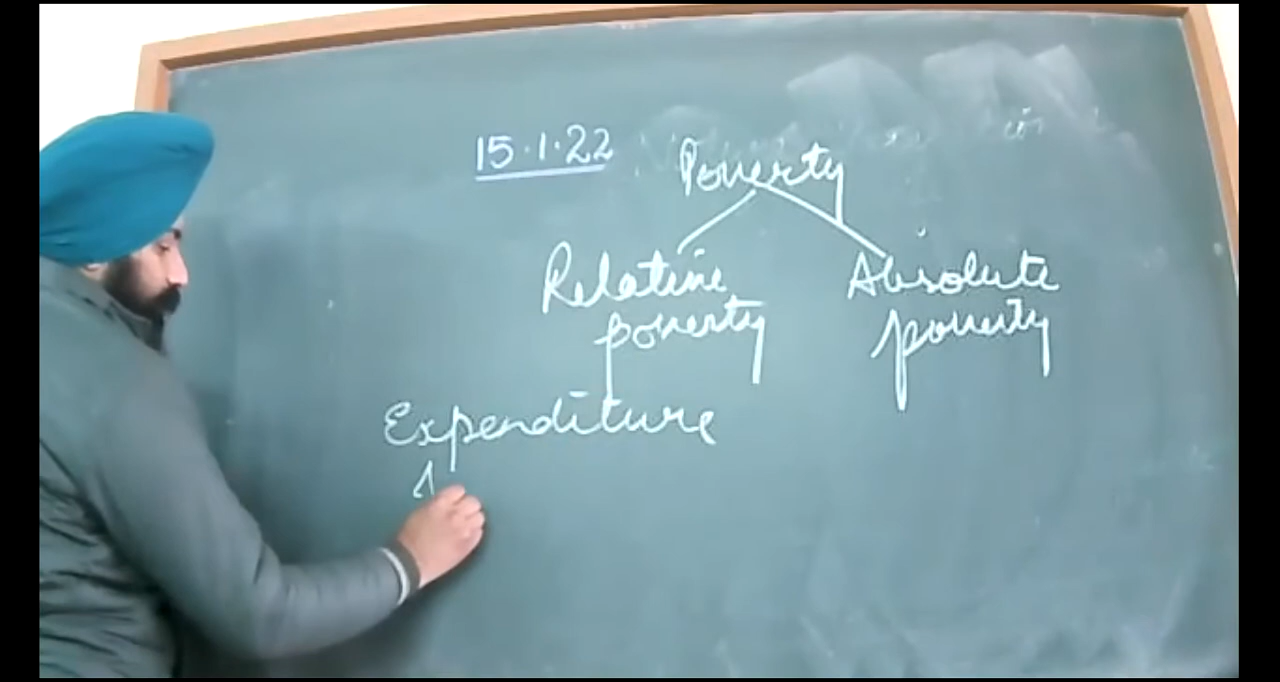 15.1.22
Poverty
Relative
poverty
Absolute
poverty
Expenditure